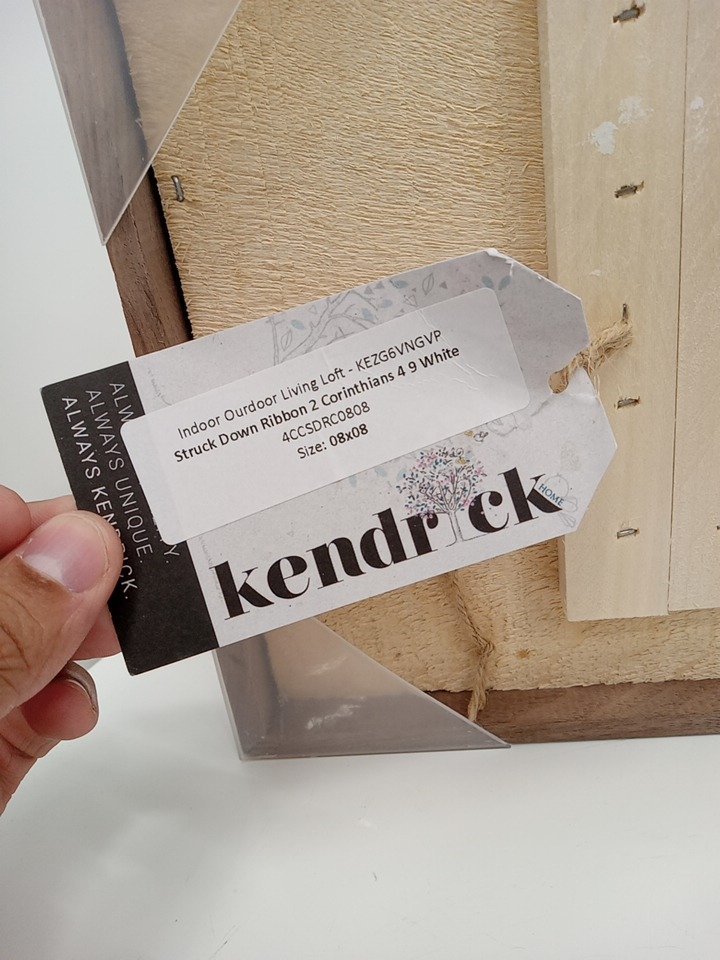 Indoor Ourdoor Living Loft - KEZG6VNGVP
Struck Down Ribbon 2 Corinthians 4 9 White
4CCSDRC0808
Size: 08x08
kendrick
HOME
ALWAYS UNIQUE.
ALWAYS KENDRICK.